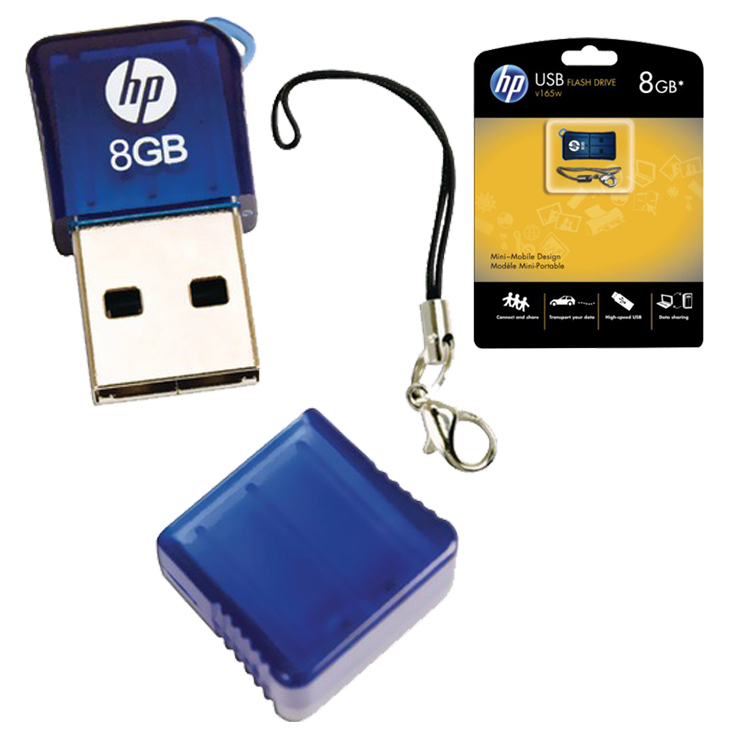 hp
8GB
hp
USB FLASH DRIVE
v165w
8GB*
hp
Mini-Mobile Design
Modèle Mini-Portable
Connect and share
Transport your data
High-speed USB
Data sharing